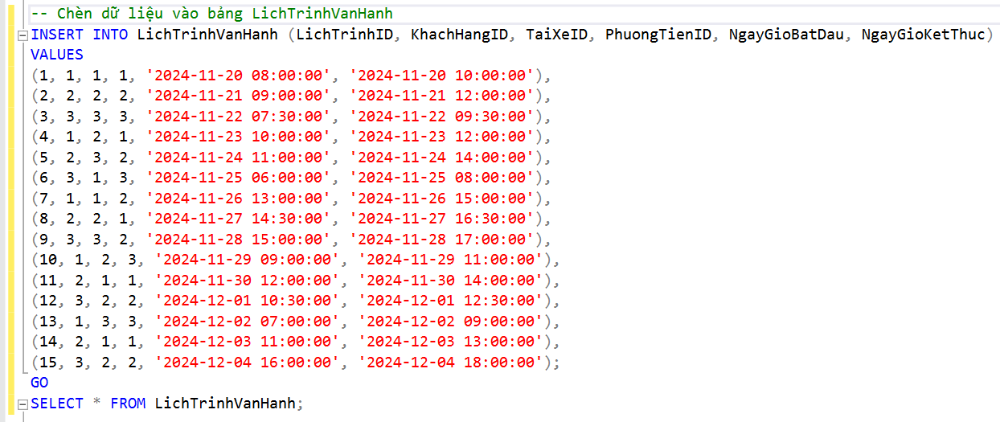 -- Chèn dữ liệu vào bảng LichTrinhVanHanh
INSERT INTO LichTrinhVanHanh (LichTrinhID, KhachHangID, TaiXeID, PhuongTienID, NgayGioBatDau, NgayGioKetThuc)
VALUES
(1, 1, 1, 1, '2024-11-20 08:00:00', '2024-11-20 10:00:00'),
(2, 2, 2, 2, '2024-11-21 09:00:00', '2024-11-21 12:00:00'),
(3, 3, 3, 3, '2024-11-22 07:30:00', '2024-11-22 09:30:00'),
(4, 1, 2, 1, '2024-11-23 10:00:00', '2024-11-23 12:00:00'),
(5, 2, 3, 2, '2024-11-24 11:00:00', '2024-11-24 14:00:00'),
(6, 3, 1, 3, '2024-11-25 06:00:00', '2024-11-25 08:00:00'),
(7, 1, 1, 2, '2024-11-26 13:00:00', '2024-11-26 15:00:00'),
(8, 2, 2, 1, '2024-11-27 14:30:00', '2024-11-27 16:30:00'),
(9, 3, 3, 2, '2024-11-28 15:00:00', '2024-11-28 17:00:00'),
(10, 1, 2, 3, '2024-11-29 09:00:00', '2024-11-29 11:00:00'),
(11, 2, 1, 1, '2024-11-30 12:00:00', '2024-11-30 14:00:00'),
(12, 3, 2, 2, '2024-12-01 10:30:00', '2024-12-01 12:30:00'),
(13, 1, 3, 3, '2024-12-02 07:00:00', '2024-12-02 09:00:00'),
(14, 2, 1, 1, '2024-12-03 11:00:00', '2024-12-03 13:00:00'),
(15, 3, 2, 2, '2024-12-04 16:00:00', '2024-12-04 18:00:00');
GO
SELECT * FROM LichTrinhVanHanh;